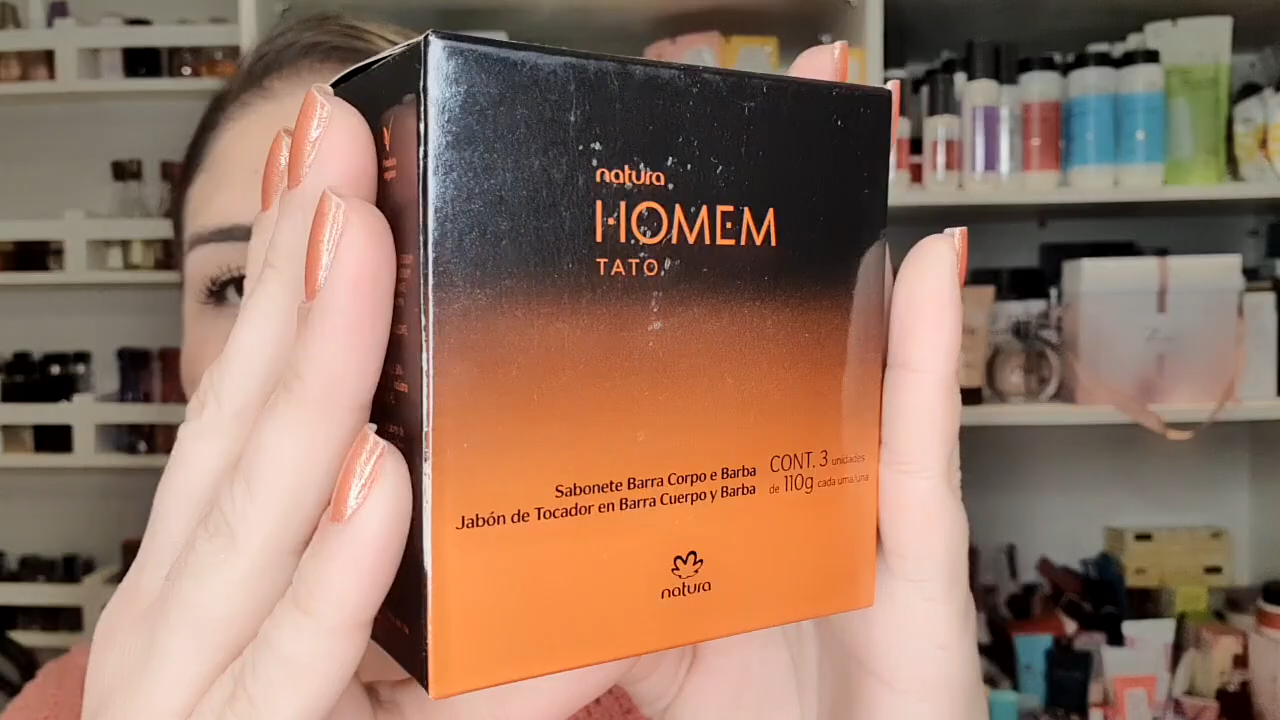 natura
HOMEM
TATO
Sabonete Barra Corpo e Barba
Jabón de Tocador en Barra Cuerpo y Barba
CONT. 3 unidades
de 110g cada uma/una
natura